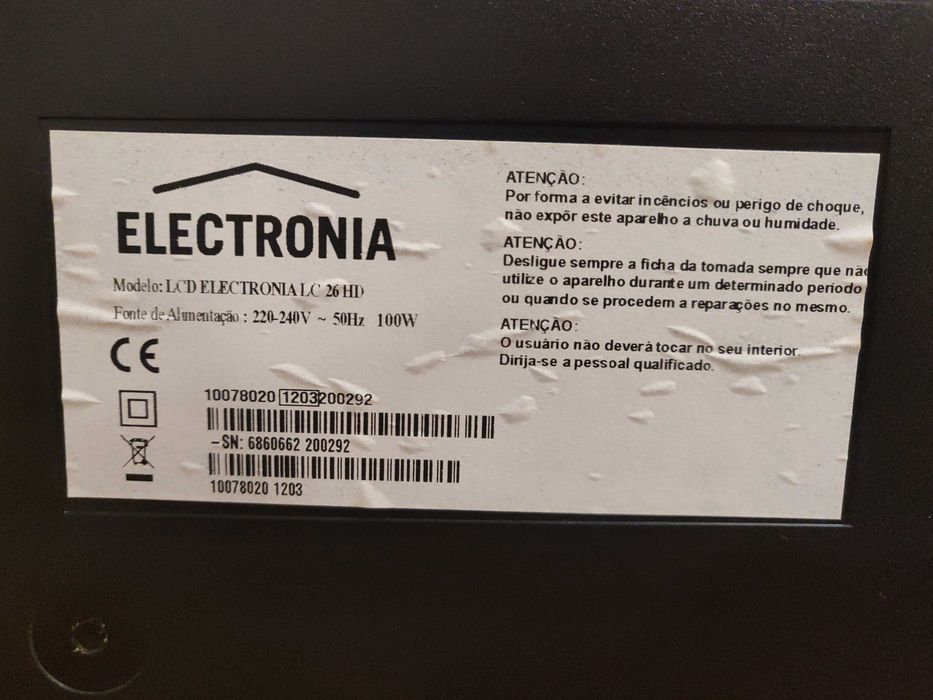 ELECTRONIA
Modelo: LCD ELECTRONIA LC 26 HD
Fonte de Alimentação : 220-240V ~ 50Hz 100W
CE
10078020 1203200292
-SN: 6860662 200292
10078020 1203
ATENÇÃO:
Por forma a evitar incêncios ou perigo de choque,
não expôr este aparelho a chuva ou humidade.
ATENÇÃO:
Desligue sempre a ficha da tomada sempre que não
utilize o aparelho durante um determinado periodo
ou quando se procedem a reparações no mesmo.
ATENÇÃO:
O usuário não deverá tocar no seu interior.
Dirija-se a pessoal qualificado.